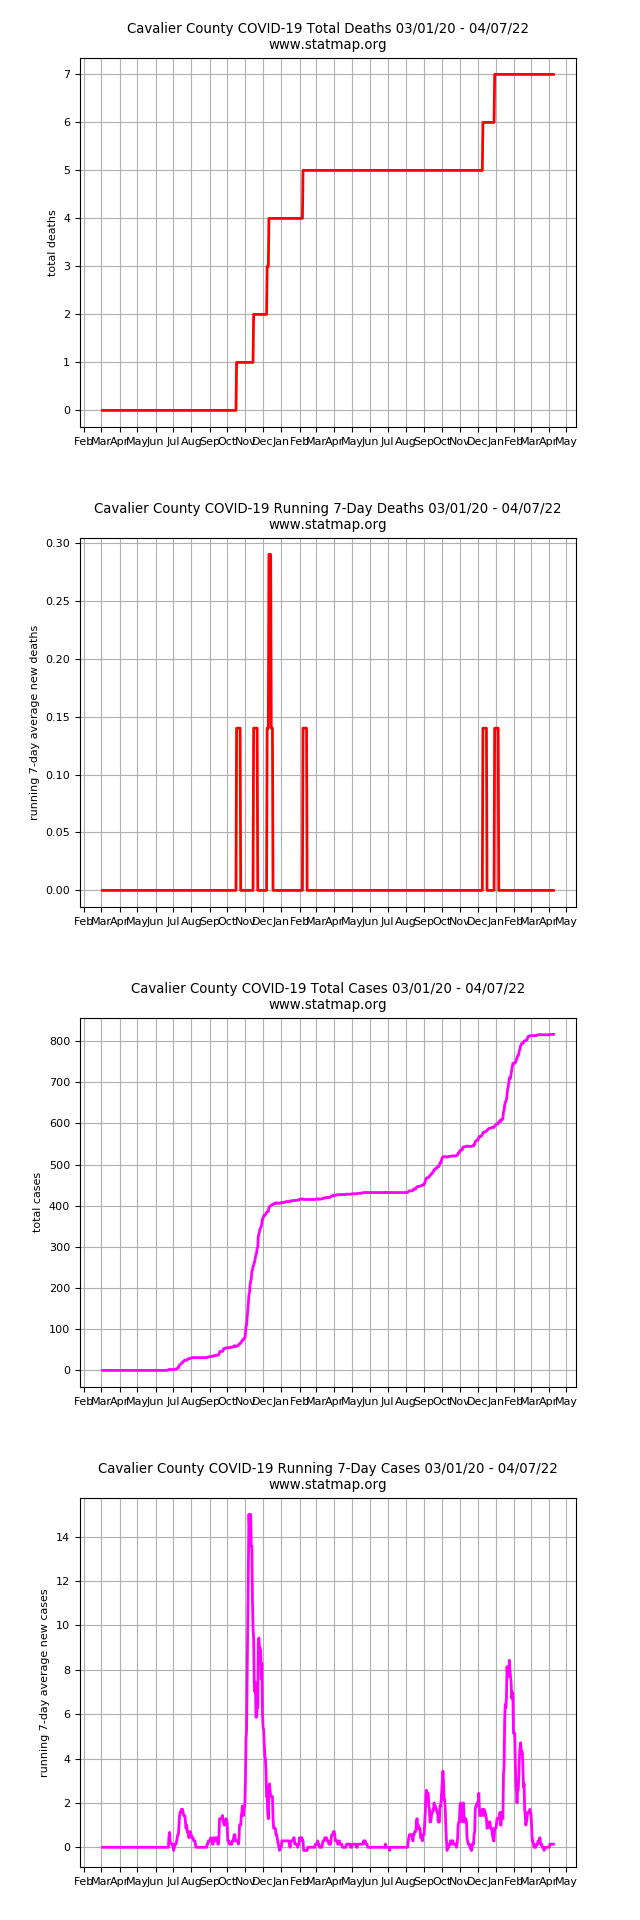 Cavalier County COVID-19 Total Deaths 03/01/20 - 04/07/22
www.statmap.org
7
6
5
4
3
2
1
0
total deaths
Feb Mar Apr May Jun Jul Aug Sep Oct Nov Dec Jan Feb Mar Apr May Jun Jul Aug Sep Oct Nov Dec Jan Feb Mar Apr May
Cavalier County COVID-19 Running 7-Day Deaths 03/01/20 - 04/07/22
www.statmap.org
0.30
0.25
0.20
0.15
0.10
0.05
0.00
running 7-day average new deaths
Feb Mar Apr May Jun Jul Aug Sep Oct Nov Dec Jan Feb Mar Apr May Jun Jul Aug Sep Oct Nov Dec Jan Feb Mar Apr May
Cavalier County COVID-19 Total Cases 03/01/20 - 04/07/22
www.statmap.org
800
700
600
500
400
300
200
100
0
total cases
Feb Mar Apr May Jun Jul Aug Sep Oct Nov Dec Jan Feb Mar Apr May Jun Jul Aug Sep Oct Nov Dec Jan Feb Mar Apr May
Cavalier County COVID-19 Running 7-Day Cases 03/01/20 - 04/07/22
www.statmap.org
14
12
10
8
6
4
2
0
running 7-day average new cases
Feb Mar Apr May Jun Jul Aug Sep Oct Nov Dec Jan Feb Mar Apr May Jun Jul Aug Sep Oct Nov Dec Jan Feb Mar Apr May